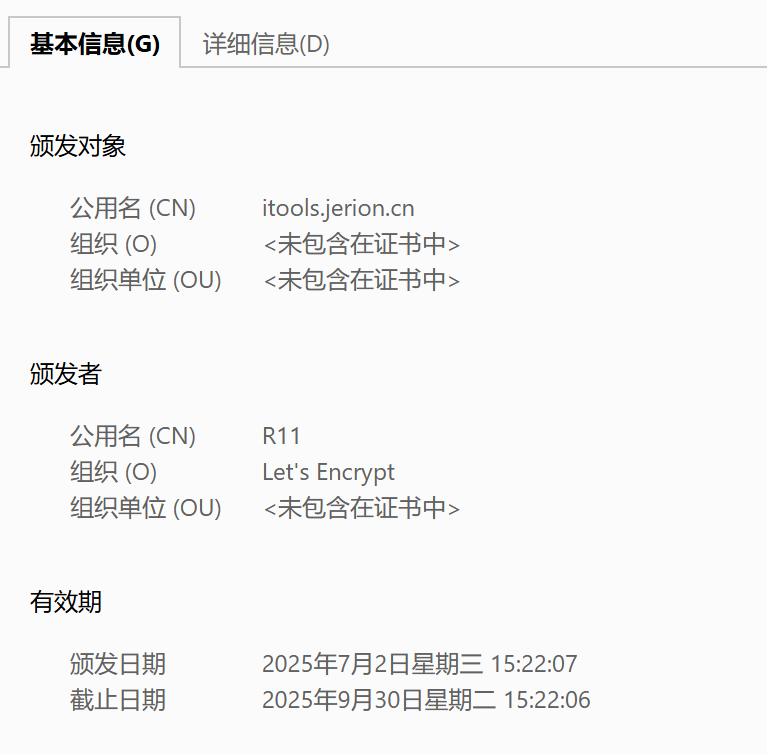 基本信息(G) 详细信息(D)
颁发对象
公用名 (CN) itools.jerion.cn
组织 (O) <未包含在证书中>
组织单位 (OU) <未包含在证书中>
颁发者
公用名 (CN) R11
组织 (O) Let's Encrypt
组织单位 (OU) <未包含在证书中>
有效期
颁发日期 2025年7月2日星期三 15:22:07
截止日期 2025年9月30日星期二 15:22:06